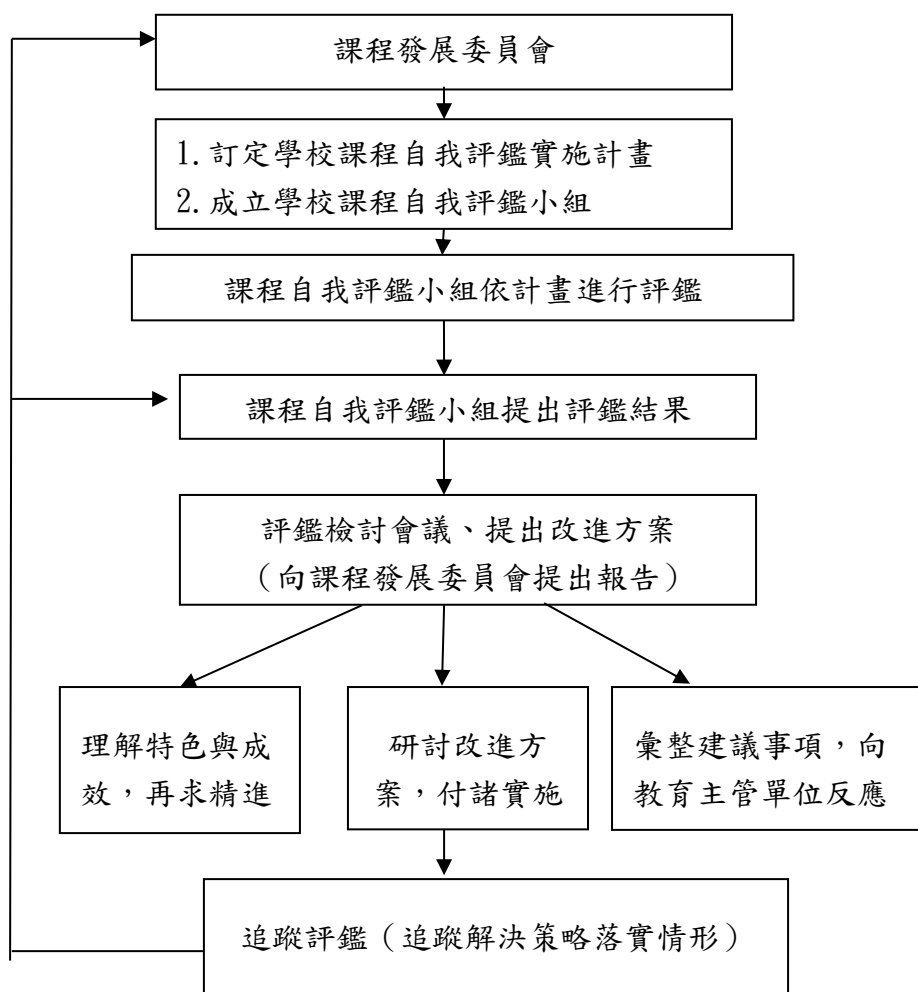 課程發展委員會
1.訂定學校課程自我評鑑實施計畫
2.成立學校課程自我評鑑小組
課程自我評鑑小組依計畫進行評鑑
課程自我評鑑小組提出評鑑結果
評鑑檢討會議、提出改進方案
（向課程發展委員會提出報告）
理解特色與成
效，再求精進
研討改進方
案，付諸實施
彙整建議事項，向
教育主管單位反應
追蹤評鑑（追蹤解決策略落實情形）